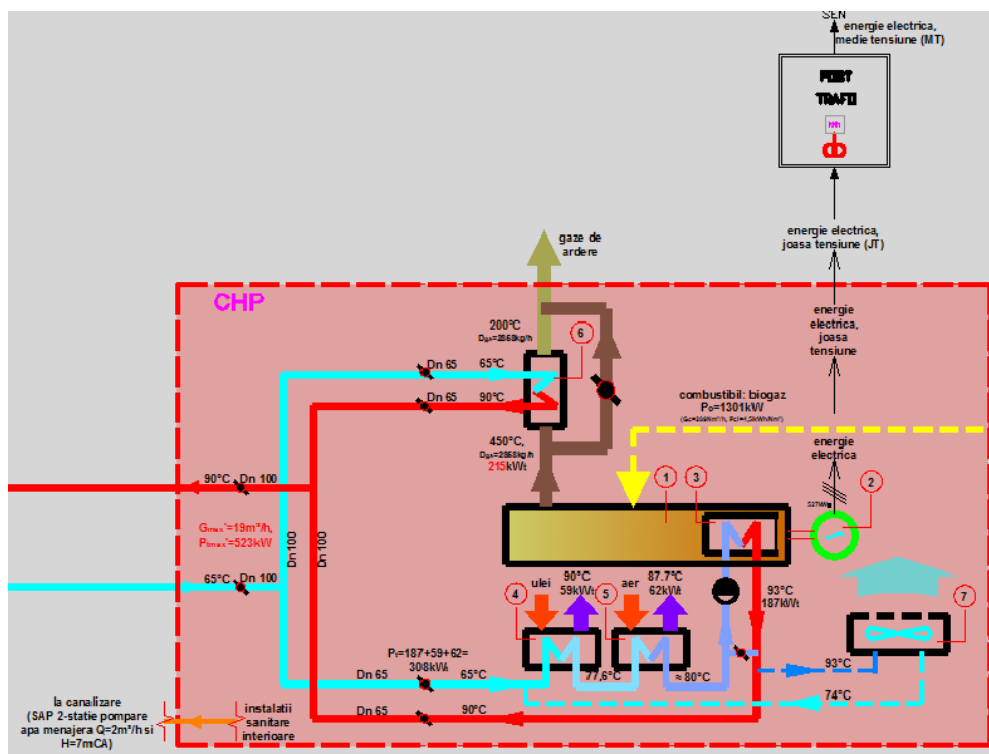 SEN
energie electrica,
medie tensiune (MT)
POST
TRAFO
energie electrica,
joasa tensiune (JT)
gaze de
ardere
CHP
energie
electrica,
joasa
tensiune
200°C
6
Dn 65
65°C
Dn 65
90°C
combustibil: biogaz
450°C,
215kWt
energie
electrica
90°C
Dn 100
1
3
2
Gmax'=19m³/h,
Ptmax'=523kW
Dn 100
Dn 100
65°C
Dn 100
ulei
90°C
59kWt
aer
87.7°C
62kWt
93°C
187kWt
4
5
7
Pt=187+59+62=
308kWt
Dn 65
65°C
77,6°C
≈80°C
93°C
74°C
Dn 65
90°C
la canalizare
(SAP 2-statie pompare
apa menajera Q=2m³/h si
H=7mCA)
instalatii
sanitare
interioare